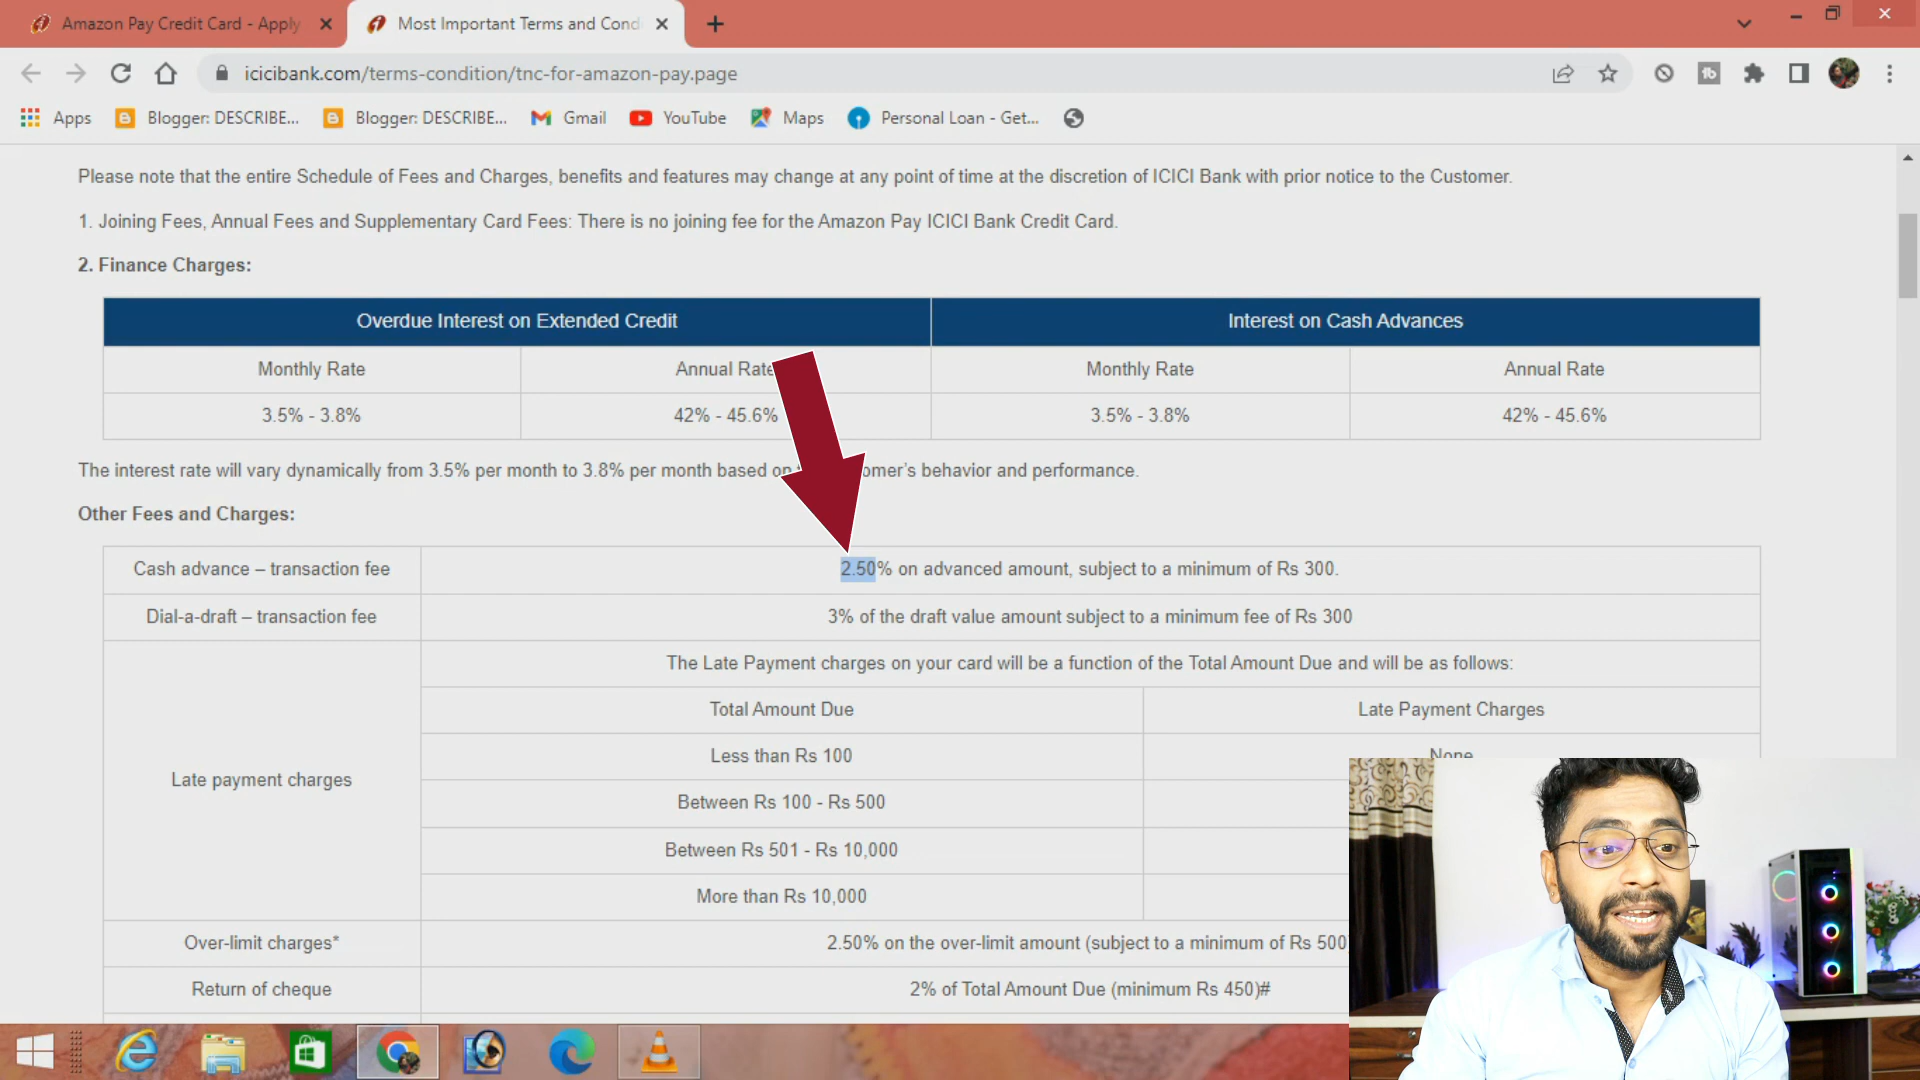 Amazon Pay Credit Card - Apply
Most Important Terms and Cond
icicibank.com/terms-condition/tnc-for-amazon-pay.page
Apps
Blogger: DESCRIBE...
Blogger: DESCRIBE...
Gmail
YouTube
Maps
Personal Loan - Get...
Please note that the entire Schedule of Fees and Charges, benefits and features may change at any point of time at the discretion of ICICI Bank with prior notice to the Customer.
1. Joining Fees, Annual Fees and Supplementary Card Fees: There is no joining fee for the Amazon Pay ICICI Bank Credit Card.
2. Finance Charges:
Overdue Interest on Extended Credit
Interest on Cash Advances
Monthly Rate
Annual Rate
Monthly Rate
Annual Rate
3.5% - 3.8%
42% - 45.6%
3.5% - 3.8%
42% - 45.6%
The interest rate will vary dynamically from 3.5% per month to 3.8% per month based on omer's behavior and performance.
Other Fees and Charges:
Cash advance – transaction fee
2.50% on advanced amount, subject to a minimum of Rs 300.
Dial-a-draft – transaction fee
3% of the draft value amount subject to a minimum fee of Rs 300
Late payment charges
The Late Payment charges on your card will be a function of the Total Amount Due and will be as follows:
Total Amount Due
Late Payment Charges
Less than Rs 100
None
Between Rs 100 - Rs 500
Between Rs 501 - Rs 10,000
More than Rs 10,000
Over-limit charges*
2.50% on the over-limit amount (subject to a minimum of Rs 500
Return of cheque
2% of Total Amount Due (minimum Rs 450)#